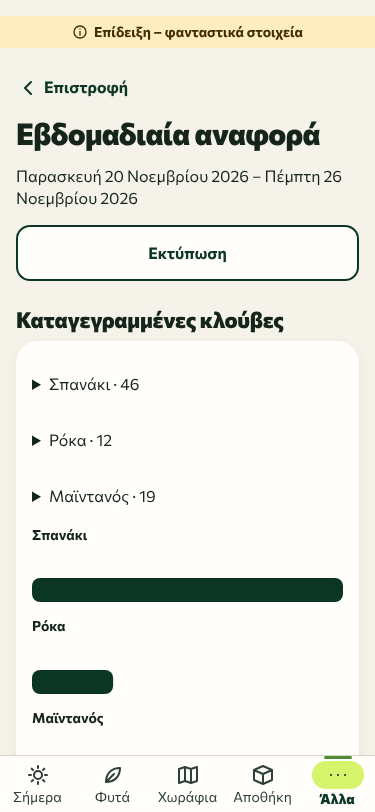 Επίδειξη – φανταστικά στοιχεία
Επιστροφή
Εβδομαδιαία αναφορά
Παρασκευή 20 Νοεμβρίου 2026 – Πέμπτη 26
Νοεμβρίου 2026
Εκτύπωση
Καταγεγραμμένες κλούβες
Σπανάκι · 46
Ρόκα · 12
Μαϊντανός · 19
Σπανάκι
Ρόκα
Μαϊντανός
Σήμερα Φυτά Χωράφια Αποθήκη Άλλα